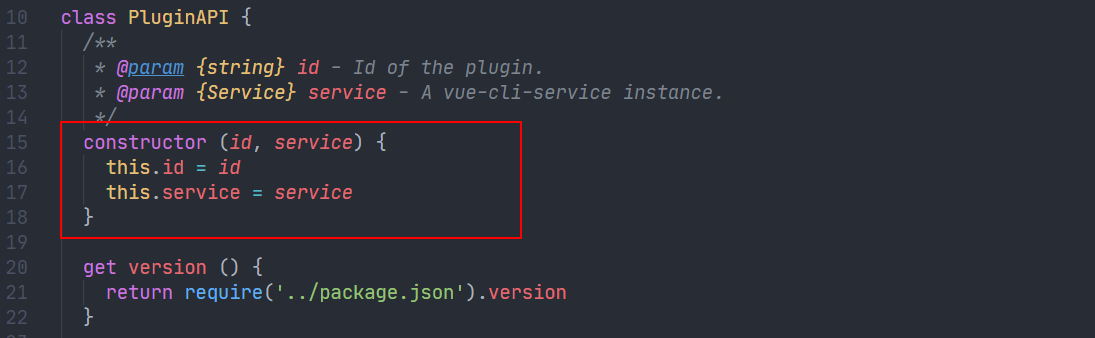 10 class PluginAPI {
11   /**
12    * @param {string} id - Id of the plugin.
13    * @param {Service} service - A vue-cli-service instance.
14    */
15   constructor (id, service) {
16     this.id = id
17     this.service = service
18   }
19
20   get version () {
21     return require('../package.json').version
22   }